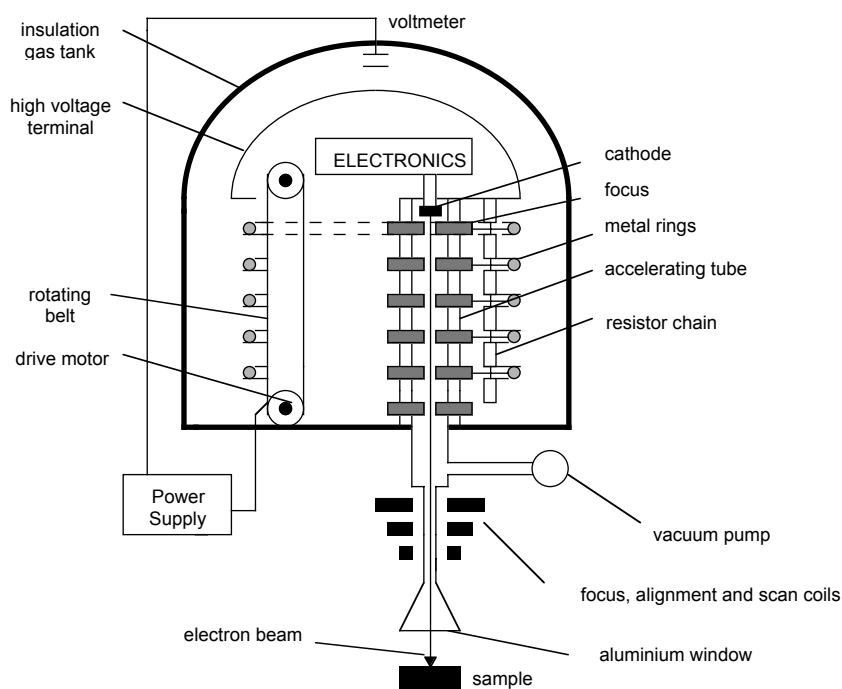 voltmeter
insulation
gas tank
high voltage
terminal
ELECTRONICS
cathode
focus
metal rings
accelerating tube
rotating
belt
resistor chain
drive motor
Power
Supply
vacuum pump
focus, alignment and scan coils
electron beam
aluminium window
sample